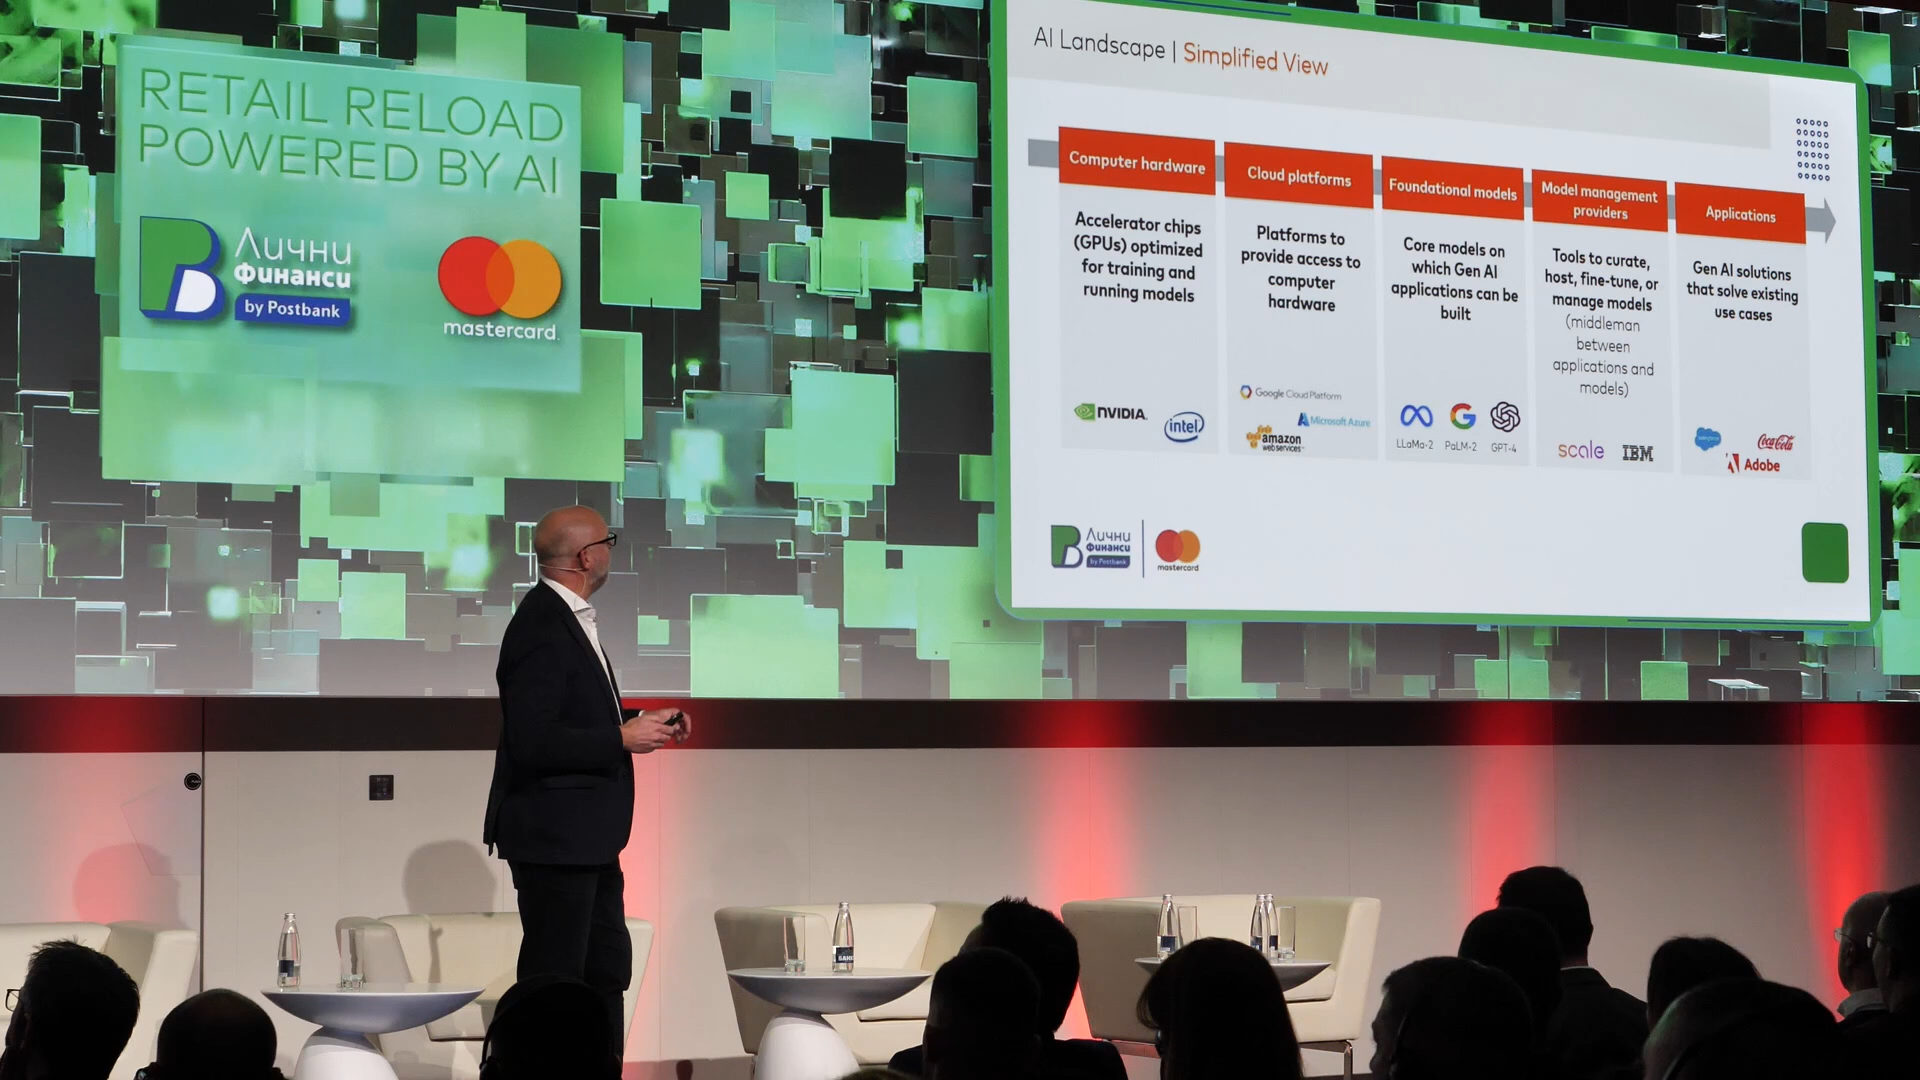 RETAIL RELOAD
POWERED BY AI
Лични
финанси
by Postbank
mastercard.
AI Landscape | Simplified View
Computer hardware
Accelerator chips
(GPUs) optimized
for training and
running models
NVIDIA.
intel
Cloud platforms
Platforms to
provide access to
computer
hardware
Google Cloud Platform
Microsoft Azure
amazon
web services
Foundational models
Core models on
which Gen AI
applications can be
built
LLaMa-2
PaLM-2
GPT-4
Model management
providers
Tools to curate,
host, fine-tune, or
manage models
(middleman
between
applications and
models)
scale
IBM
Applications
Gen AI solutions
that solve existing
use cases
salesforce
Coca-Cola
Adobe
Лични
финанси
by Postbank
mastercard